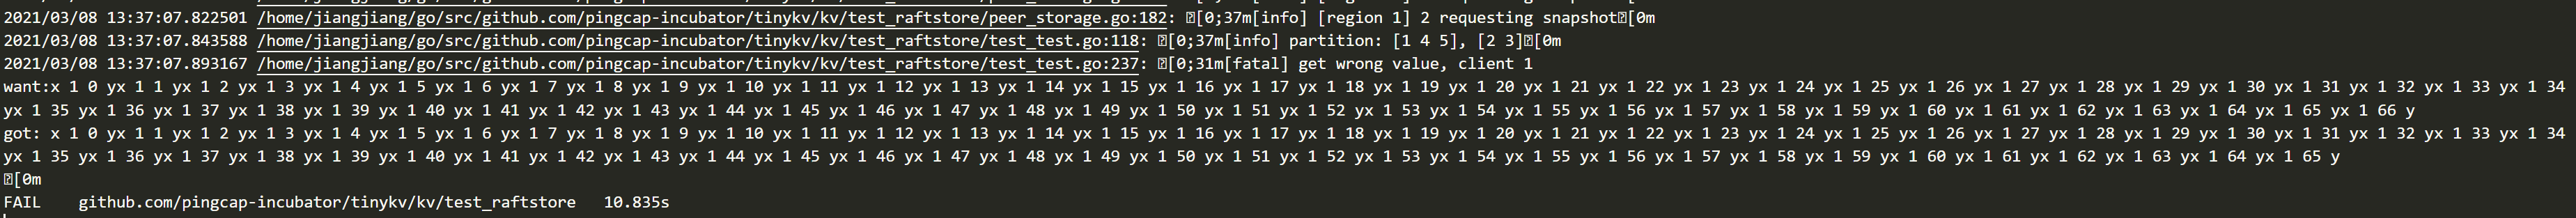 2021/03/08 13:37:07.822501 /home/jiangjiang/go/src/github.com/pingcap-incubator/tinykv/kv/test_raftstore/peer_storage.go:182: [0;37m[info] [region 1] 2 requesting snapshot[0m
2021/03/08 13:37:07.843588 /home/jiangjiang/go/src/github.com/pingcap-incubator/tinykv/kv/test_raftstore/test_test.go:118: [0;37m[info] partition: [1 4 5], [2 3][0m
2021/03/08 13:37:07.893167 /home/jiangjiang/go/src/github.com/pingcap-incubator/tinykv/kv/test_raftstore/test_test.go:237: [0;31m[fatal] get wrong value, client 1
want:x 1 0 yx 1 1 yx 1 2 yx 1 3 yx 1 4 yx 1 5 yx 1 6 yx 1 7 yx 1 8 yx 1 9 yx 1 10 yx 1 11 yx 1 12 yx 1 13 yx 1 14 yx 1 15 yx 1 16 yx 1 17 yx 1 18 yx 1 19 yx 1 20 yx 1 21 yx 1 22 yx 1 23 yx 1 24 yx 1 25 yx 1 26 yx 1 27 yx 1 28 yx 1 29 yx 1 30 yx 1 31 yx 1 32 yx 1 33 yx 1 34
yx 1 35 yx 1 36 yx 1 37 yx 1 38 yx 1 39 yx 1 40 yx 1 41 yx 1 42 yx 1 43 yx 1 44 yx 1 45 yx 1 46 yx 1 47 yx 1 48 yx 1 49 yx 1 50 yx 1 51 yx 1 52 yx 1 53 yx 1 54 yx 1 55 yx 1 56 yx 1 57 yx 1 58 yx 1 59 yx 1 60 yx 1 61 yx 1 62 yx 1 63 yx 1 64 yx 1 65 yx 1 66 y
got: x 1 0 yx 1 1 yx 1 2 yx 1 3 yx 1 4 yx 1 5 yx 1 6 yx 1 7 yx 1 8 yx 1 9 yx 1 10 yx 1 11 yx 1 12 yx 1 13 yx 1 14 yx 1 15 yx 1 16 yx 1 17 yx 1 18 yx 1 19 yx 1 20 yx 1 21 yx 1 22 yx 1 23 yx 1 24 yx 1 25 yx 1 26 yx 1 27 yx 1 28 yx 1 29 yx 1 30 yx 1 31 yx 1 32 yx 1 33 yx 1 34
yx 1 35 yx 1 36 yx 1 37 yx 1 38 yx 1 39 yx 1 40 yx 1 41 yx 1 42 yx 1 43 yx 1 44 yx 1 45 yx 1 46 yx 1 47 yx 1 48 yx 1 49 yx 1 50 yx 1 51 yx 1 52 yx 1 53 yx 1 54 yx 1 55 yx 1 56 yx 1 57 yx 1 58 yx 1 59 yx 1 60 yx 1 61 yx 1 62 yx 1 63 yx 1 64 yx 1 65 y
[0m
FAIL github.com/pingcap-incubator/tinykv/kv/test_raftstore 10.835s